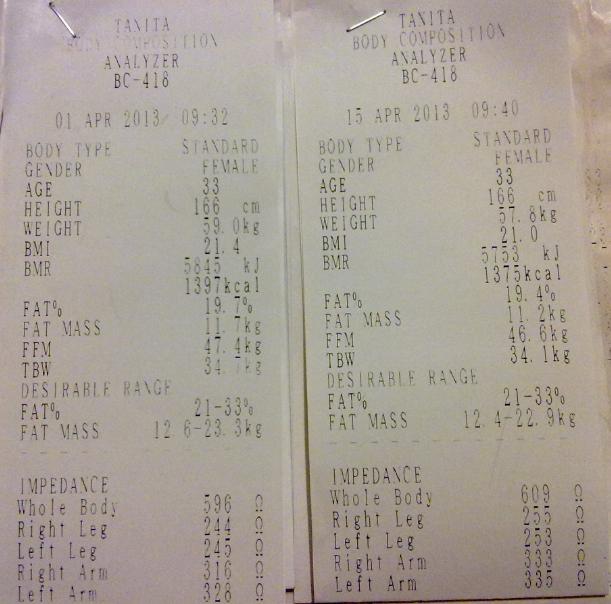 TANITA
BODY COMPOSITION
ANALYZER
BC-418
01 APR 2013/ 09:32
BODY TYPE STANDARD
GENDER FEMALE
AGE 33
HEIGHT 166 cm
WEIGHT 59.0kg
BMI 21.4
BMR 5845 kJ
1397kcal
FAT% 19.7%
FAT MASS 11.7kg
FFM 47.4kg
TBW 34.7kg
DESIRABLE RANGE
FAT% 21-33%
FAT MASS 12.6-23.3kg
IMPEDANCE
Whole Body 596 Ω
Right Leg 244 Ω
Left Leg 245 Ω
Right Arm 316 Ω
Left Arm 328 Ω
TANITA
BODY COMPOSITION
ANALYZER
BC-418
15 APR 2013 09:40
BODY TYPE STANDARD
GENDER FEMALE
AGE 33
HEIGHT 166 cm
WEIGHT 57.8kg
BMI 21.0
BMR 5753 kJ
1375kcal
FAT% 19.4%
FAT MASS 11.2kg
FFM 46.6kg
TBW 34.1kg
DESIRABLE RANGE
FAT% 21-33%
FAT MASS 12.4-22.9kg
IMPEDANCE
Whole Body 609 Ω
Right Leg 255 Ω
Left Leg 253 Ω
Right Arm 333 Ω
Left Arm 335 Ω